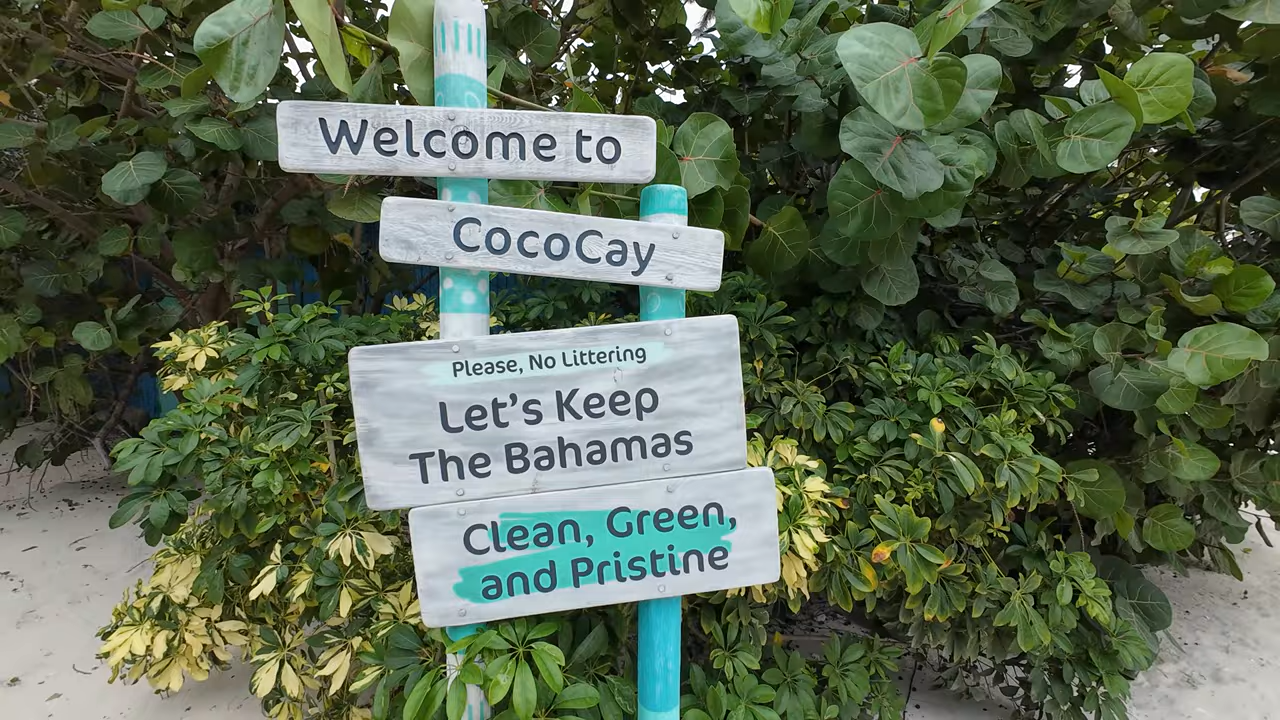 Welcome to
CocoCay
Please, No Littering
Let's Keep
The Bahamas
Clean, Green,
and Pristine